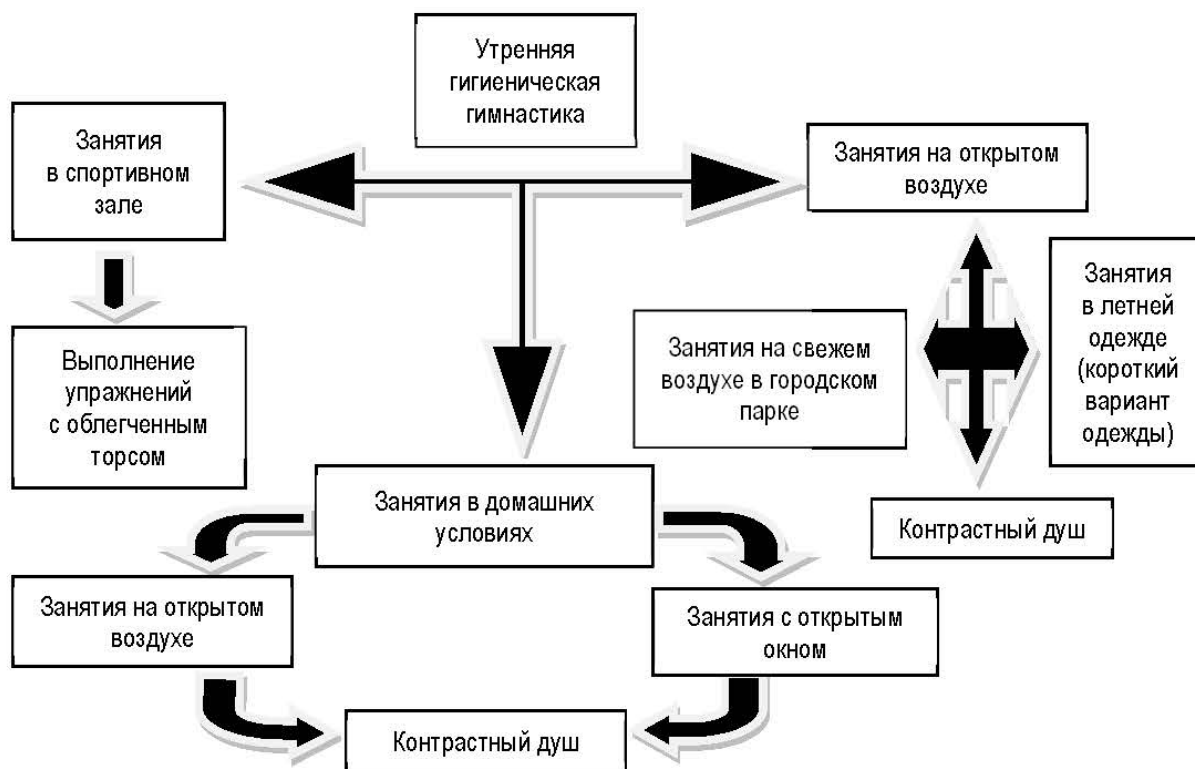 Утренняя
гигиеническая
гимнастика
Занятия
в спортивном
зале
Занятия на открытом
воздухе
Выполнение
упражнений
с облегченным
торсом
Занятия на свежем
воздухе в городском
парке
Занятия
в летней
одежде
(короткий
вариант
одежды)
Занятия в домашних
условиях
Контрастный душ
Занятия на открытом
воздухе
Занятия с открытым
окном
Контрастный душ